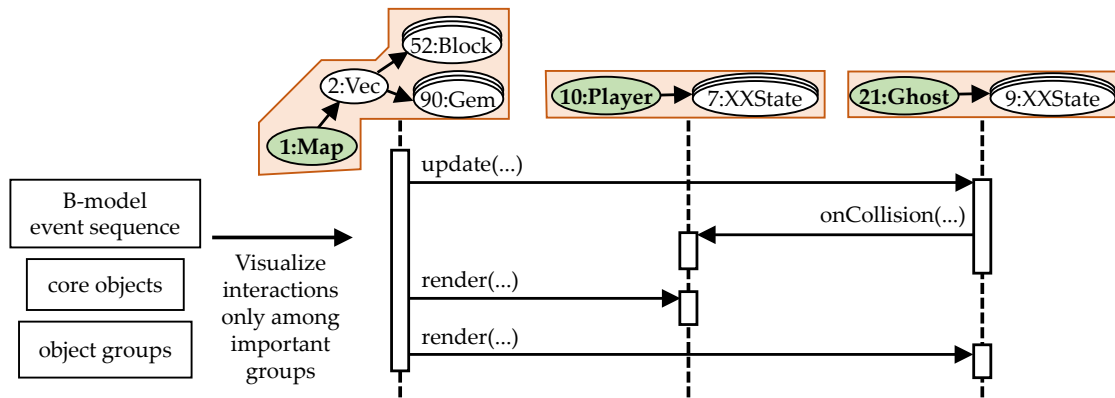 52:Block
2:Vec
90:Gem
1:Map
10:Player
7:XXState
21:Ghost
9:XXState
B-model
event sequence
core objects
object groups
Visualize
interactions
only among
important
groups
update(...)
onCollision(...)
render(...)
render(...)